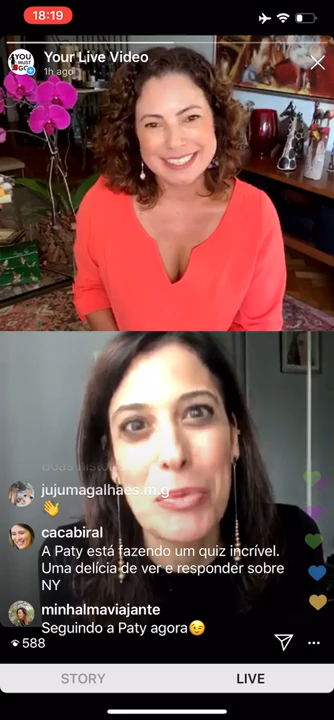 18:19
YOU
MUST
GO!
Your Live Video
1h ago
jujumagalhaes.m.g
👋
cacabiral
A Paty está fazendo um quiz incrível.
Uma delícia de ver e responder sobre
NY
minhalmaviajante
Seguindo a Paty agora😉
588
STORY
LIVE